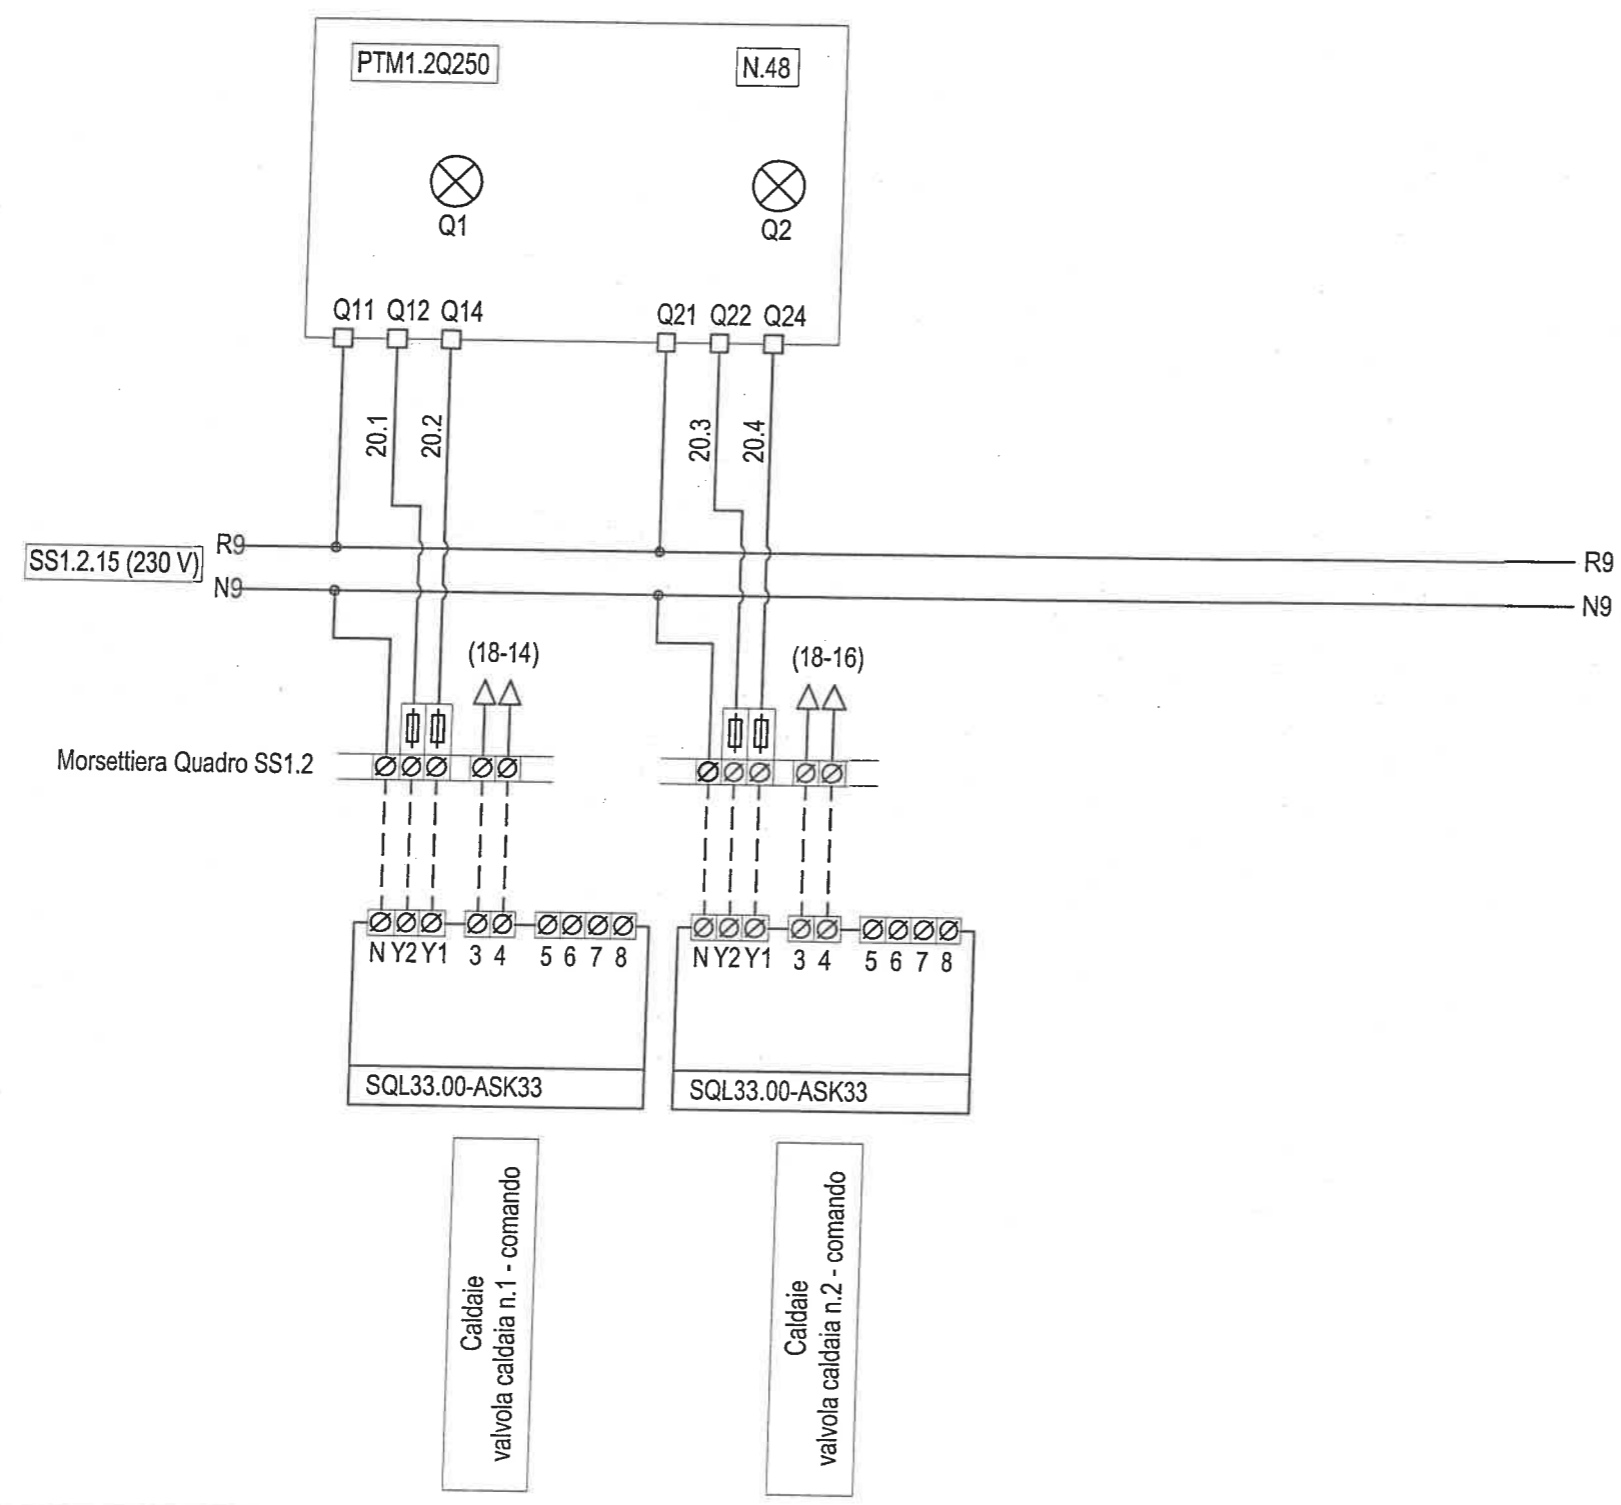 PTM1.2Q250 N.48
Q1 Q2
Q11 Q12 Q14 Q21 Q22 Q24
20.1 20.2 20.3 20.4
R9 R9
SS1.2.15 (230 V)
N9 N9
(18-14) (18-16)
Morsettiera Quadro SS1.2
N Y2 Y1 3 4 5 6 7 8 N Y2 Y1 3 4 5 6 7 8
SQL33.00-ASK33 SQL33.00-ASK33
Caldaie
valvola caldaia n.1 - comando
Caldaie
valvola caldaia n.2 - comando